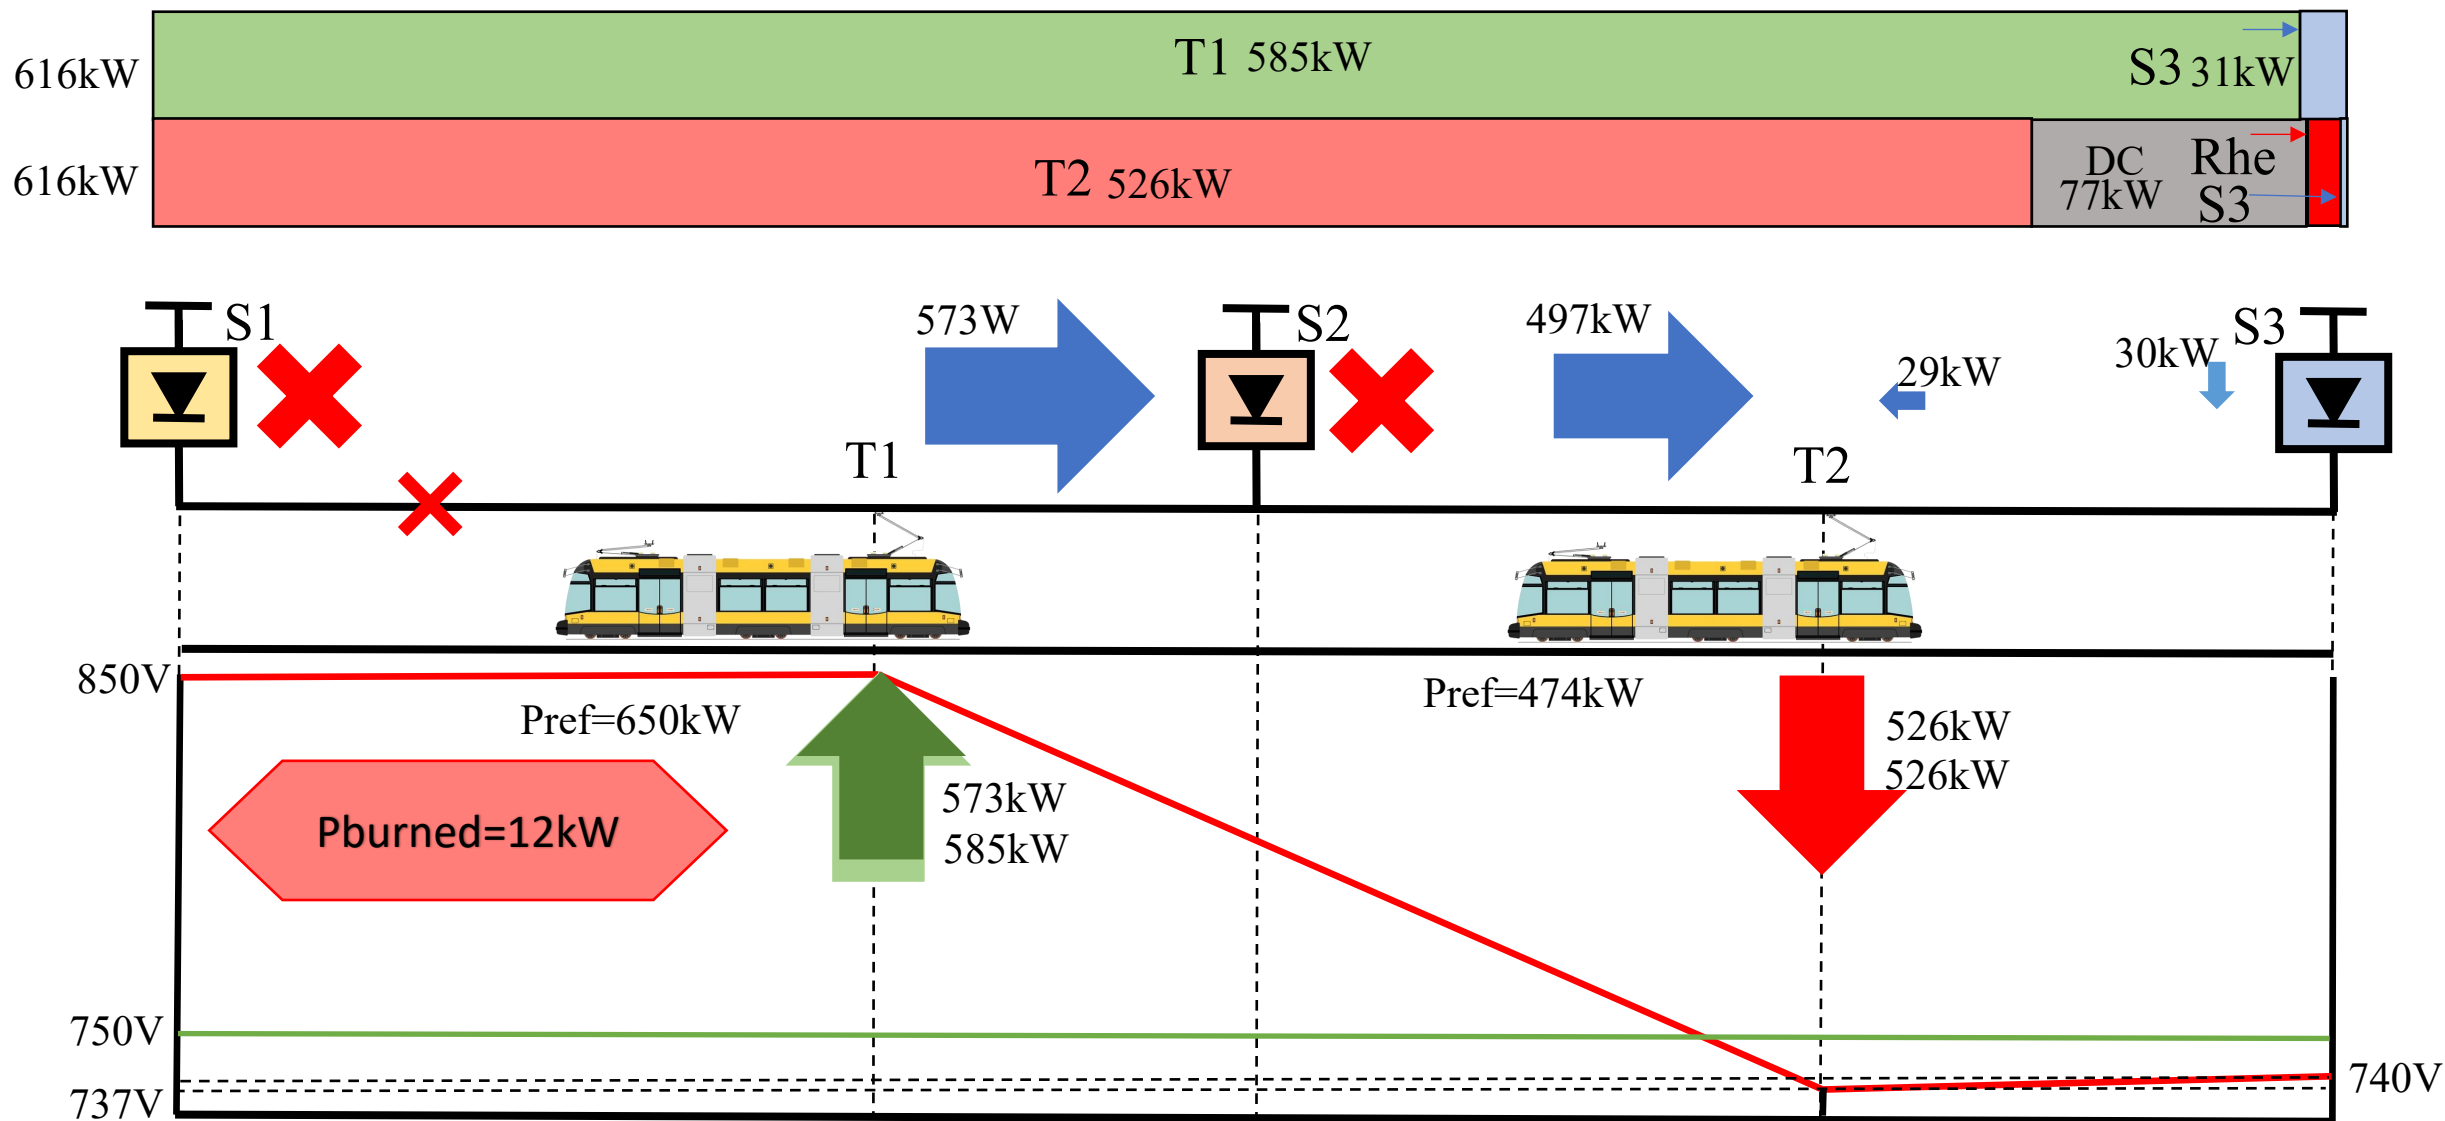 616kW
T1 585kW
S3 31kW
616kW
T2 526kW
DC
77kW
Rhe
S3
S1
573W
S2
497kW
29kW
30kW
S3
T1
T2
850V
Pref=650kW
Pref=474kW
526kW
526kW
Pburned=12kW
573kW
585kW
750V
737V
740V